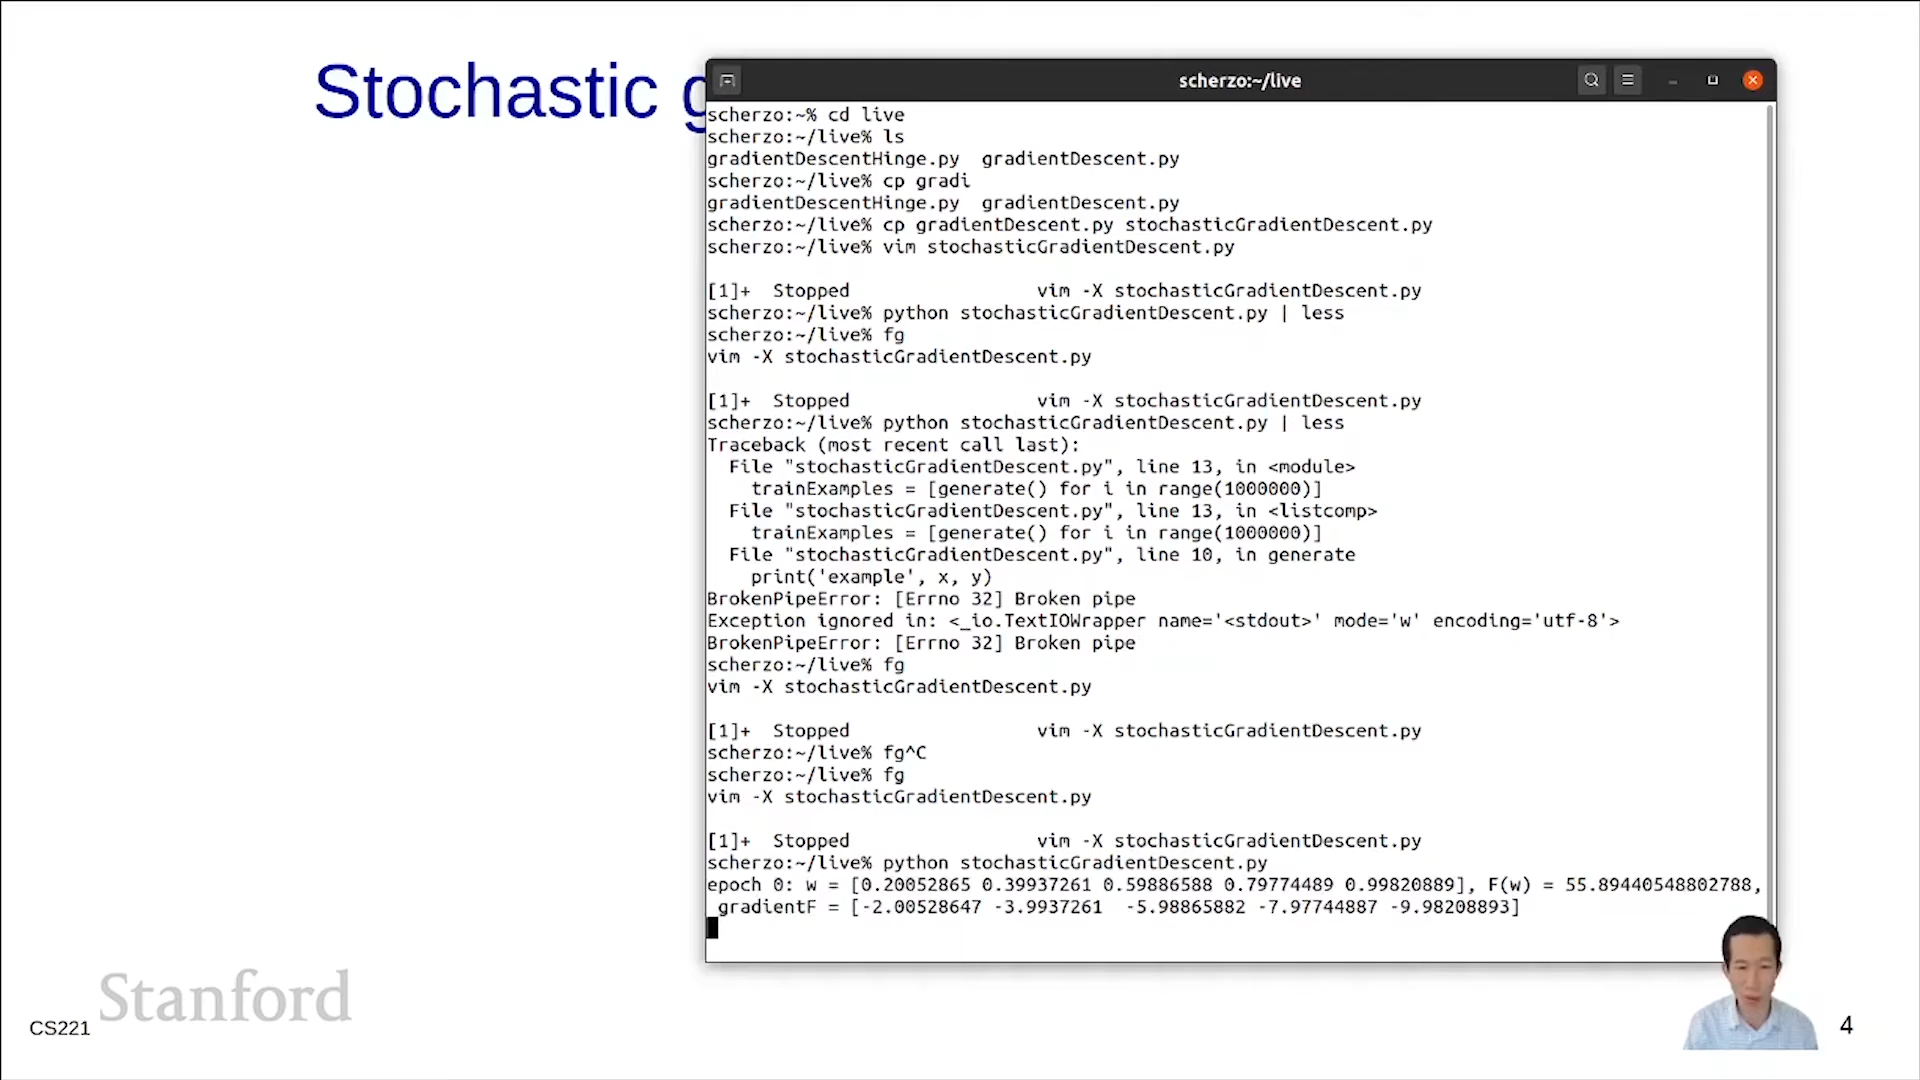 Stochastic g
scherzo:~/live
scherzo:~% cd live
scherzo:~/live% ls
gradientDescentHinge.py  gradientDescent.py
scherzo:~/live% cp gradi
gradientDescentHinge.py  gradientDescent.py
scherzo:~/live% cp gradientDescent.py stochasticGradientDescent.py
scherzo:~/live% vim stochasticGradientDescent.py
[1]+  Stopped                 vim -X stochasticGradientDescent.py
scherzo:~/live% python stochasticGradientDescent.py | less
scherzo:~/live% fg
vim -X stochasticGradientDescent.py
[1]+  Stopped                 vim -X stochasticGradientDescent.py
scherzo:~/live% python stochasticGradientDescent.py | less
Traceback (most recent call last):
  File "stochasticGradientDescent.py", line 13, in <module>
    trainExamples = [generate() for i in range(1000000)]
  File "stochasticGradientDescent.py", line 13, in <listcomp>
    trainExamples = [generate() for i in range(1000000)]
  File "stochasticGradientDescent.py", line 10, in generate
    print('example', x, y)
BrokenPipeError: [Errno 32] Broken pipe
Exception ignored in: <_io.TextIOWrapper name='<stdout>' mode='w' encoding='utf-8'>
BrokenPipeError: [Errno 32] Broken pipe
scherzo:~/live% fg
vim -X stochasticGradientDescent.py
[1]+  Stopped                 vim -X stochasticGradientDescent.py
scherzo:~/live% fg^C
scherzo:~/live% fg
vim -X stochasticGradientDescent.py
[1]+  Stopped                 vim -X stochasticGradientDescent.py
scherzo:~/live% python stochasticGradientDescent.py
epoch 0: w = [0.20052865 0.39937261 0.59886588 0.79774489 0.99820889], F(w) = 55.89440548802788,
 gradientF = [-2.00528647 -3.9937261  -5.98865882 -7.97744887 -9.98208893]
Stanford
CS221
4